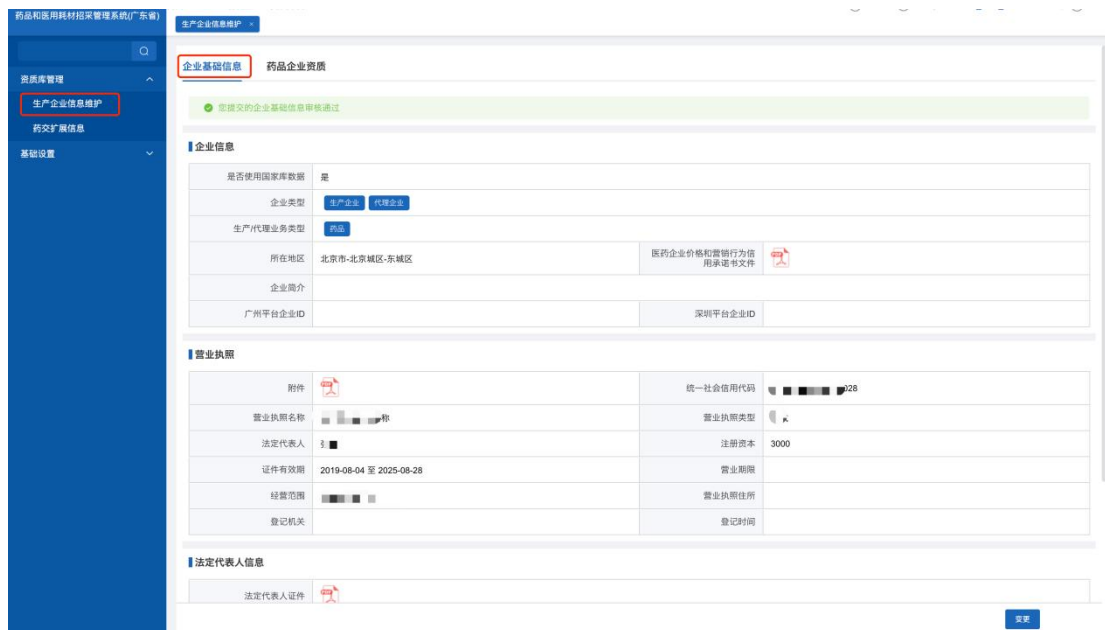 药品和医用耗材招采管理系统(广东省)
生产企业信息维护 ×
资质库管理
生产企业信息维护
药交扩展信息
基础设置
企业基础信息 药品企业资质
您提交的企业基础信息审核通过
企业信息
是否使用国家库数据 是
企业类型 生产企业 代理企业
生产/代理业务类型 药品
所在地区 北京市-北京城区-东城区 医药企业价格和营销行为信
用承诺书文件
企业简介
广州平台企业ID 深圳平台企业ID
营业执照
附件 统一社会信用代码 028
营业执照名称 称 营业执照类型
法定代表人 注册资本 3000
证件有效期 2019-08-04 至 2025-08-28 营业期限
经营范围 营业执照住所
登记机关 登记时间
法定代表人信息
法定代表人证件
变更